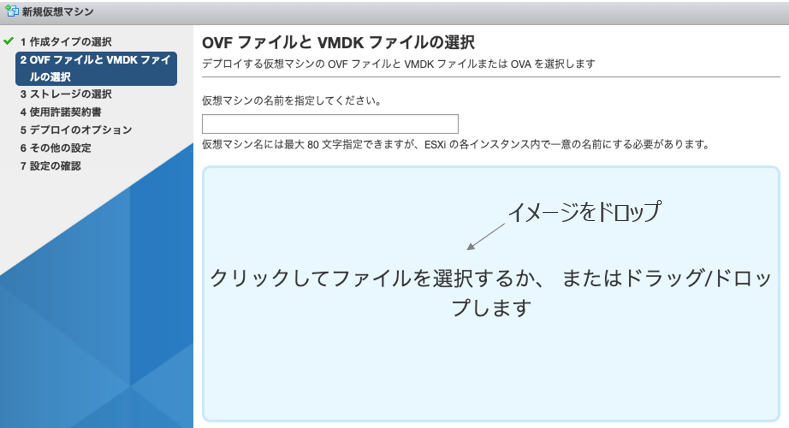 新規仮想マシン
1 作成タイプの選択
2 OVF ファイルと VMDK ファイ
ルの選択
3 ストレージの選択
4 使用許諾契約書
5 デプロイのオプション
6 その他の設定
7 設定の確認
OVF ファイルと VMDK ファイルの選択
デプロイする仮想マシンの OVF ファイルと VMDK ファイルまたは OVA を選択します
仮想マシンの名前を指定してください。
仮想マシン名には最大 80 文字指定できますが、ESXi の各インスタンス内で一意の名前にする必要があります。
イメージをドロップ
クリックしてファイルを選択するか、 またはドラッグ/ドロッ
プします